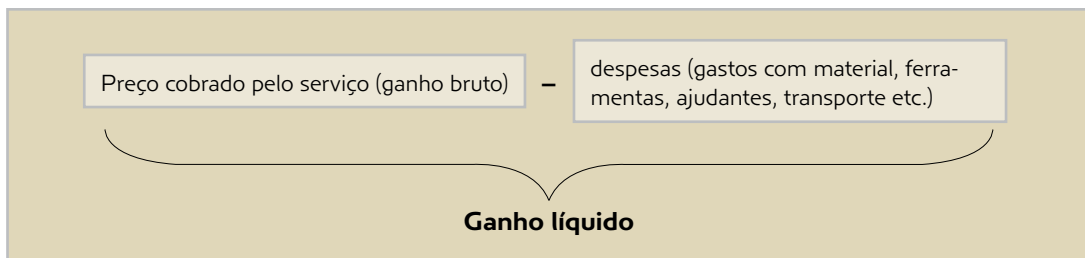 Preço cobrado pelo serviço (ganho bruto)
–
despesas (gastos com material, ferra-
mentas, ajudantes, transporte etc.)
Ganho líquido